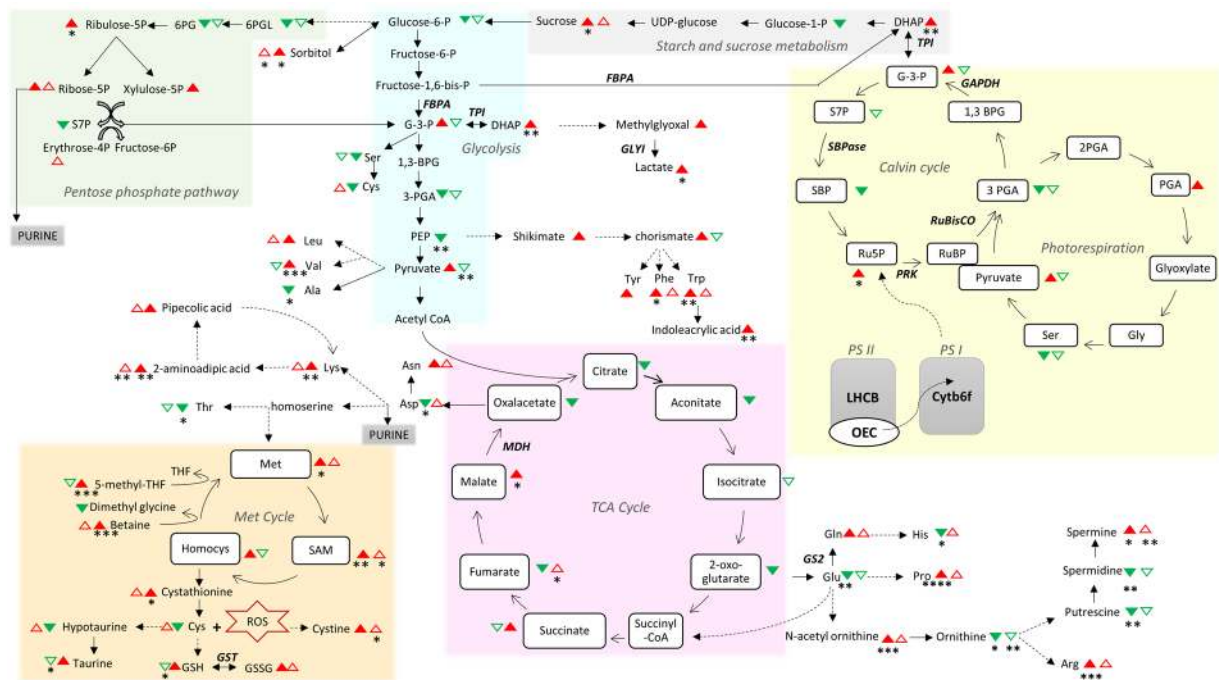 Ribulose-5P
6PG
6PGL
*
Ribose-5P
Xylulose-5P
S7P
Erythrose-4P
Fructose-6P
Pentose phosphate pathway
PURINE
Sorbitol
* *
Glucose-6-P
Fructose-6-P
Fructose-1,6-bis-P
FBPA
G-3-P
TPI
DHAP
**
Glycolysis
Ser
Cys
*
1,3-BPG
3-PGA
PEP
**
Pyruvate
**
Acetyl CoA
Leu
Val
***
Ala
*
Sucrose
UDP-glucose
Glucose-1-P
DHAP
**
*
Starch and sucrose metabolism
TPI
FBPA
Methylglyoxal
GLYI
Lactate
*
Shikimate
chorismate
Tyr
Phe
Trp
*
**
Indoleacrylic acid
**
G-3-P
GAPDH
S7P
1,3 BPG
SBPase
Calvin cycle
SBP
3 PGA
2PGA
PGA
RuBisCO
Ru5P
*
PRK
RuBP
Photorespiration
Pyruvate
Glyoxylate
Ser
Gly
**
PS II
PS I
LHCB
Cytb6f
OEC
Pipecolic acid
2-aminoadipic acid
** **
Lys
**
Thr
*
homoserine
Asn
Asp
*
PURINE
Met
*
THF
5-methyl-THF
***
Dimethyl glycine
Betaine
***
Met Cycle
Homocys
SAM
** *
Cystathionine
*
Hypotaurine
Cys
+
ROS
Cystine
*
Taurine
*
GSH
*
GST
GSSG
Citrate
Oxalacetate
Aconitate
MDH
Malate
*
Isocitrate
TCA Cycle
Fumarate
*
2-oxo-
glutarate
Succinate
Succinyl
-CoA
Gln
His
*
GS2
Glu
**
Pro
****
N-acetyl ornithine
***
Ornithine
* **
Spermine
* **
Spermidine
**
Putrescine
**
Arg
***